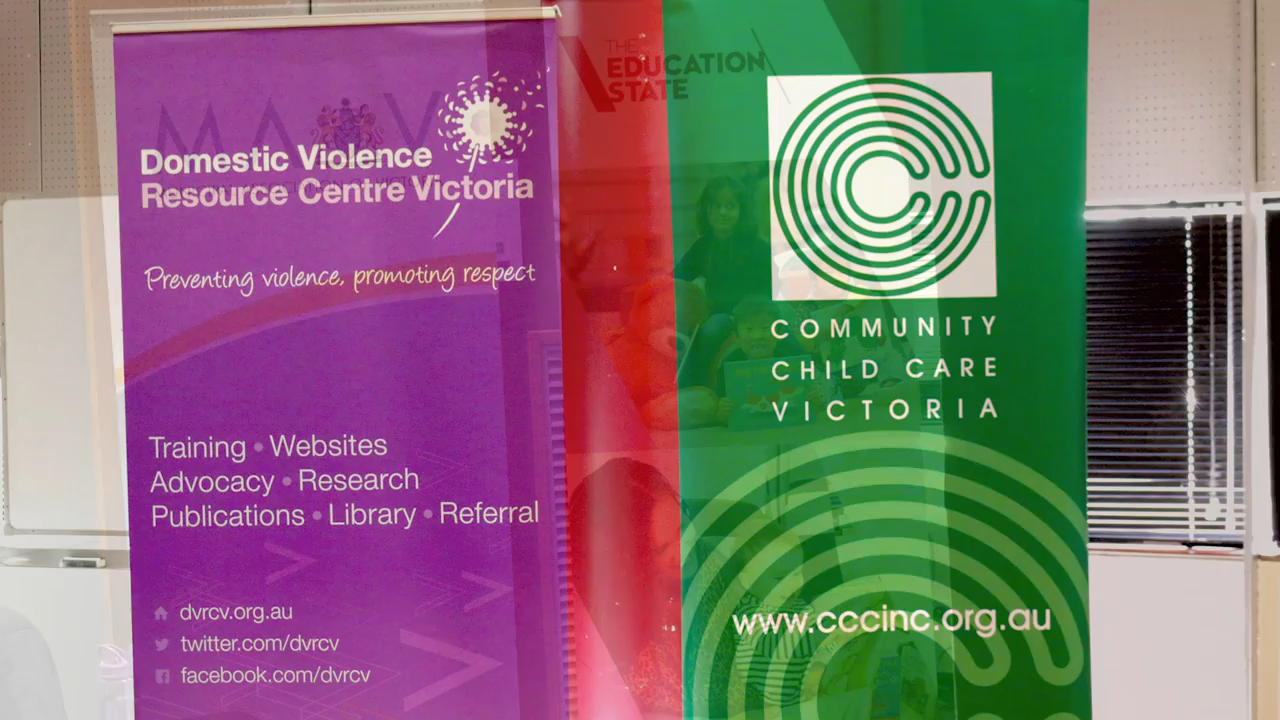 MAV
Domestic Violence
Resource Centre Victoria
Preventing violence, promoting respect
Training • Websites
Advocacy • Research
Publications • Library • Referral
dvrcv.org.au
twitter.com/dvrcv
facebook.com/dvrcv
THE
EDUCATION
STATE
COMMUNITY
CHILD CARE
VICTORIA
www.cccinc.org.au